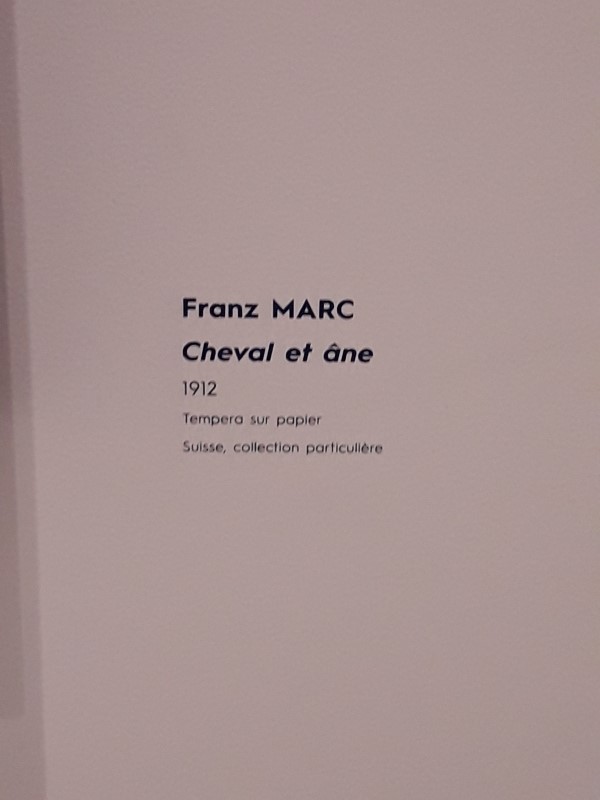 Franz MARC
Cheval et âne
1912
Tempera sur papier
Suisse, collection particulière